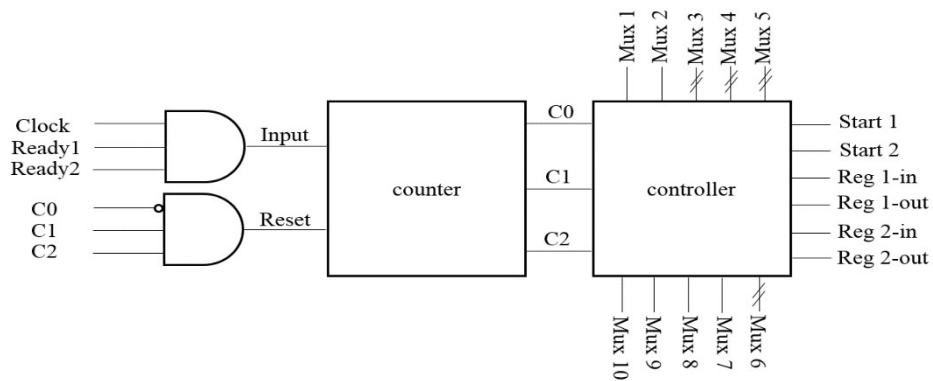 Mux 1
Mux 2
Mux 3
Mux 4
Mux 5
Clock
Ready1
Ready2
Input
C0
C1
C2
Reset
counter
C0
C1
C2
controller
Start 1
Start 2
Reg 1-in
Reg 1-out
Reg 2-in
Reg 2-out
Mux 10
Mux 9
Mux 8
Mux 7
Mux 6